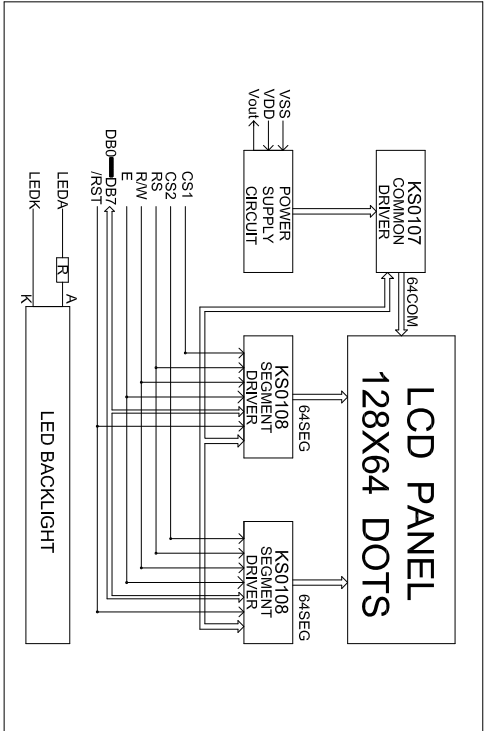 LCD PANEL
128X64 DOTS
KS0107
COMMON
DRIVER
64COM
VSS
VDD
Vout
POWER
SUPPLY
CIRCUIT
KS0108
SEGMENT
DRIVER
64SEG
KS0108
SEGMENT
DRIVER
64SEG
CS1
CS2
RS
R/W
E
DB0 DB7
/RST
LEDA
R
A
LEDK
K
LED BACKLIGHT